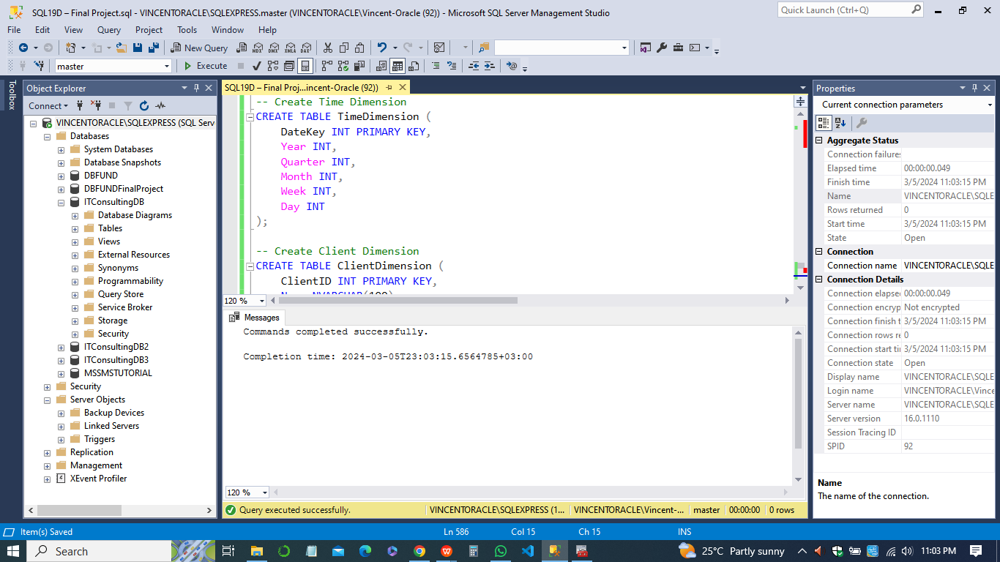 SQL19D – Final Project.sql - VINCENTORACLE\SQLEXPRESS.master (VINCENTORACLE\Vincent-Oracle (92)) - Microsoft SQL Server Management Studio
Quick Launch (Ctrl+Q)
File Edit View Query Project Tools Window Help
New Query MDX DMX XMLA DAX
master Execute
Toolbox
Object Explorer
Connect
VINCENTORACLE\SQLEXPRESS (SQL Serv
Databases
System Databases
Database Snapshots
DBFUND
DBFUNDFinalProject
ITConsultingDB
Database Diagrams
Tables
Views
External Resources
Synonyms
Programmability
Query Store
Service Broker
Storage
Security
ITConsultingDB2
ITConsultingDB3
MSSMSTUTORIAL
Security
Server Objects
Backup Devices
Linked Servers
Triggers
Replication
Management
XEvent Profiler
SQL19D – Final Proj...incent-Oracle (92))
-- Create Time Dimension
CREATE TABLE TimeDimension (
DateKey INT PRIMARY KEY,
Year INT,
Quarter INT,
Month INT,
Week INT,
Day INT
);
-- Create Client Dimension
CREATE TABLE ClientDimension (
ClientID INT PRIMARY KEY,
120 %
Messages
Commands completed successfully.
Completion time: 2024-03-05T23:03:15.6564785+03:00
120 %
Query executed successfully. VINCENTORACLE\SQLEXPRESS (1... VINCENTORACLE\Vincent-... master 00:00:00 0 rows
Properties
Current connection parameters
Aggregate Status
Connection failures
Elapsed time 00:00:00.049
Finish time 3/5/2024 11:03:15 PM
Name VINCENTORACLE\SQLE
Rows returned 0
Start time 3/5/2024 11:03:15 PM
State Open
Connection
Connection name VINCENTORACLE\SQLE
Connection Details
Connection elapse 00:00:00.049
Connection encryp Not encrypted
Connection finish t 3/5/2024 11:03:15 PM
Connection rows re 0
Connection start ti 3/5/2024 11:03:15 PM
Connection state Open
Display name VINCENTORACLE\SQLE
Login name VINCENTORACLE\Vince
Server name VINCENTORACLE\SQLE
Server version 16.0.1110
Session Tracing ID
SPID 92
Name
The name of the connection.
Item(s) Saved Ln 586 Col 15 Ch 15 INS
Search 25°C Partly sunny 11:03 PM